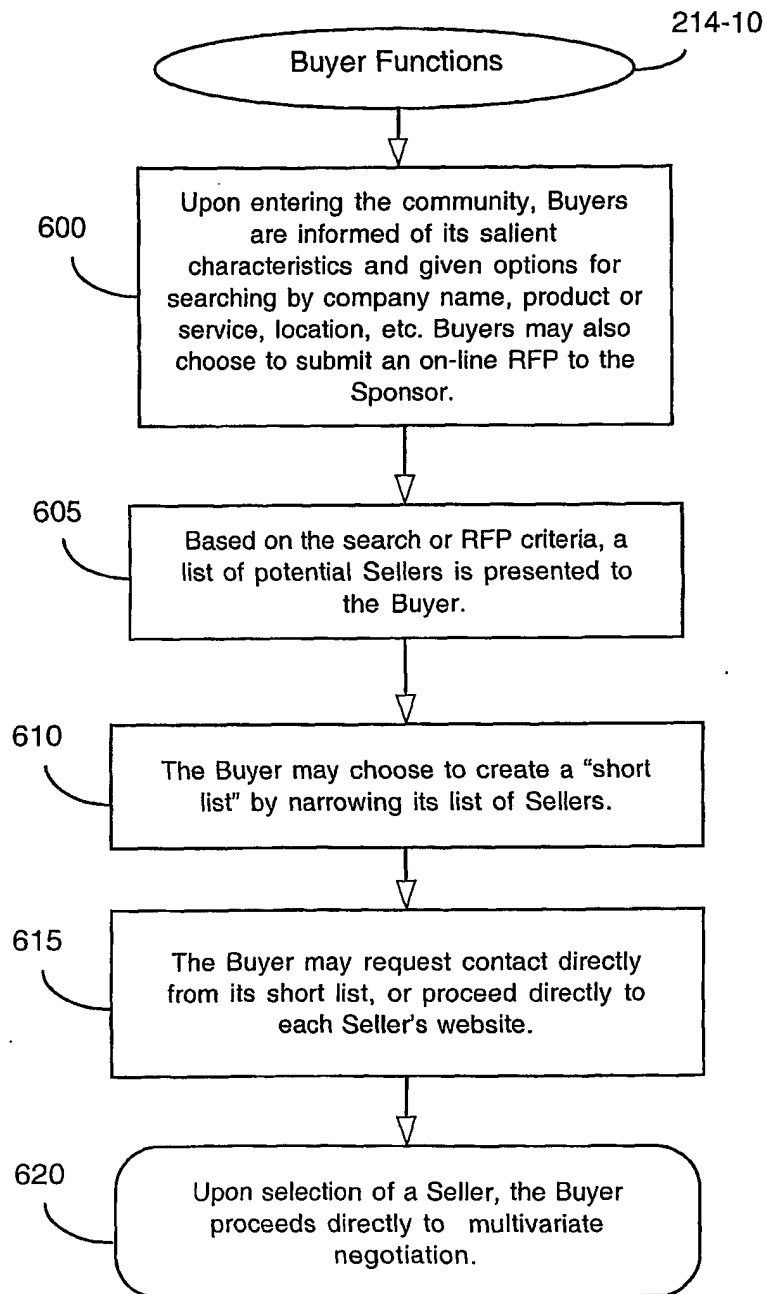 214-10
Buyer Functions
600
Upon entering the community, Buyers
are informed of its salient
characteristics and given options for
searching by company name, product or
service, location, etc. Buyers may also
choose to submit an on-line RFP to the
Sponsor.
605
Based on the search or RFP criteria, a
list of potential Sellers is presented to
the Buyer.
610
The Buyer may choose to create a “short
list” by narrowing its list of Sellers.
615
The Buyer may request contact directly
from its short list, or proceed directly to
each Seller's website.
620
Upon selection of a Seller, the Buyer
proceeds directly to multivariate
negotiation.